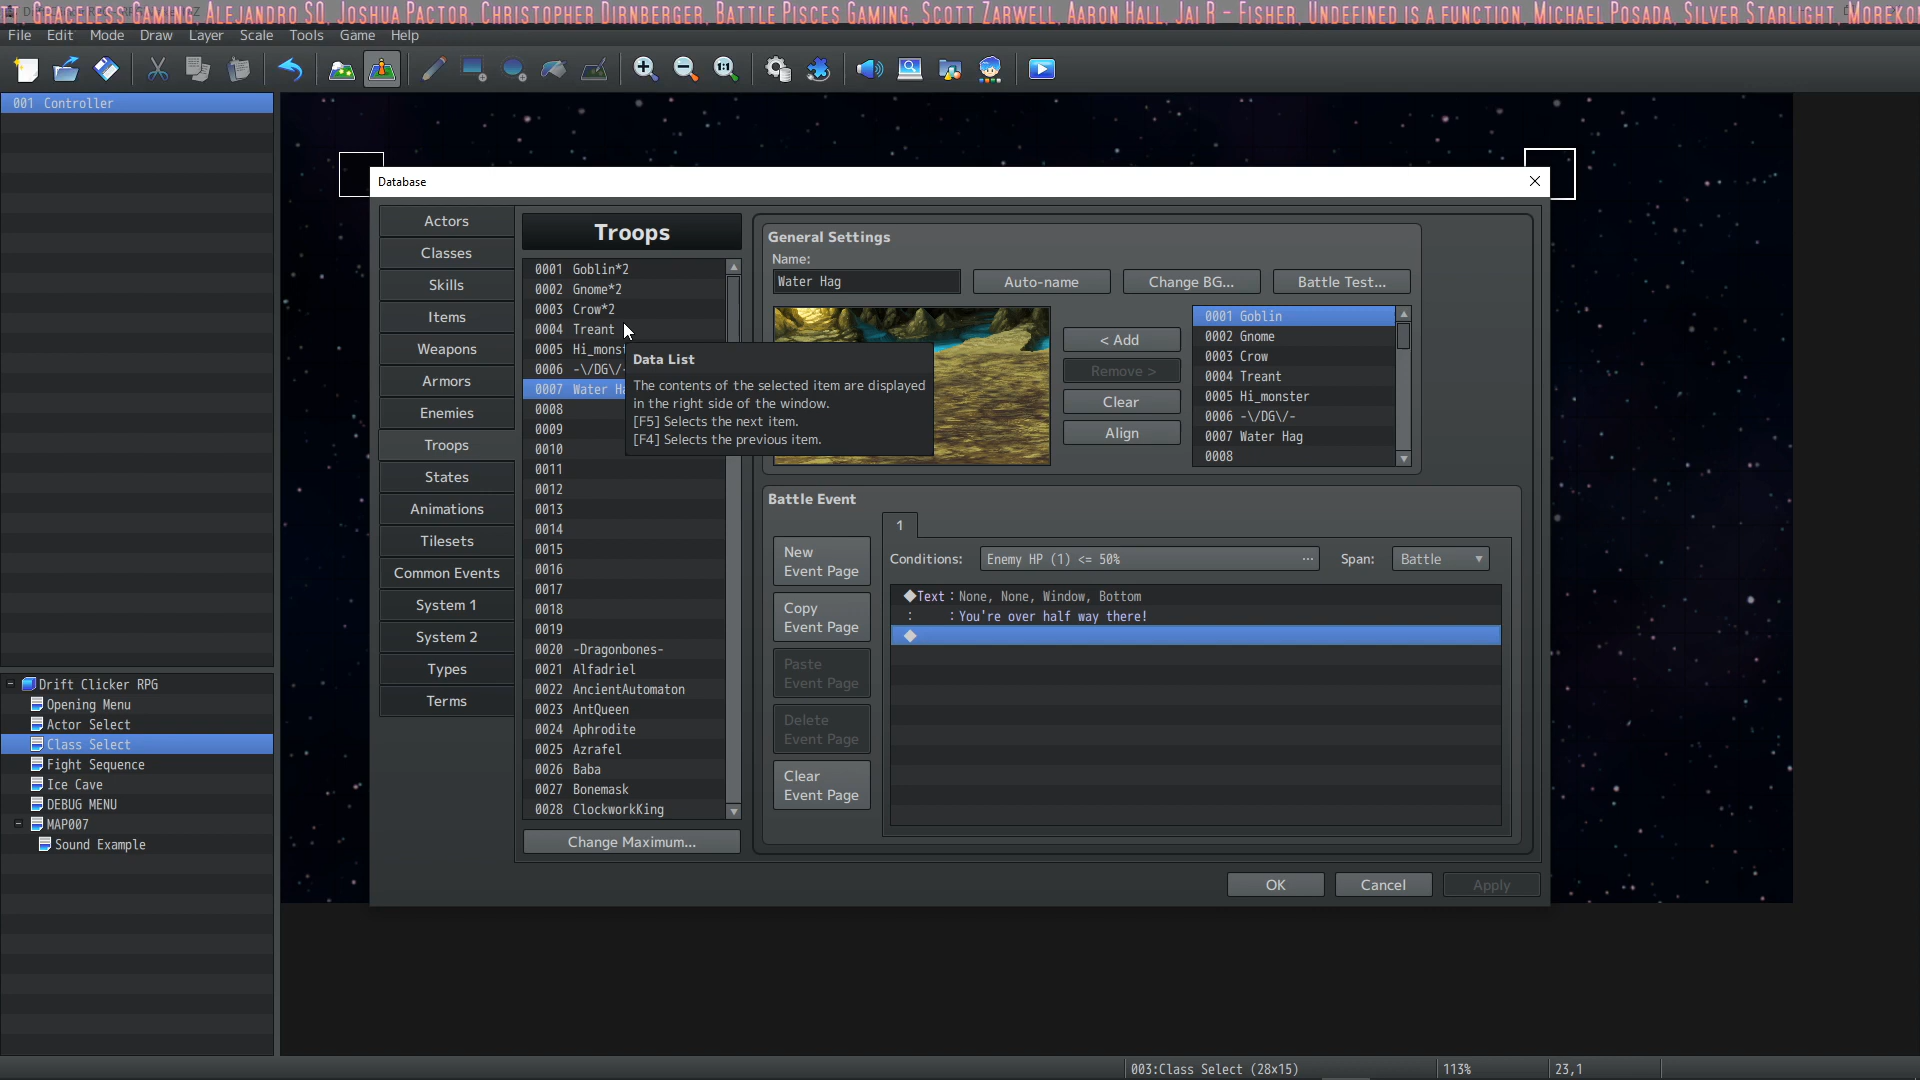 GRACELESS GAMING, ALEJANDRO SQ, JOSHUA PACTOR, CHRISTOPHER DIRNBERGER, BATTLE PISCES GAMING, SCOTT ZARWELL, AARON HALL, JAI R - FISHER, UNDEFINED IS A FUNCTION, MICHAEL POSADA, SILVER STARLIGHT,
File Edit Mode Draw Layer Scale Tools Game Help
001 Controller
Database
Actors
Classes
Skills
Items
Weapons
Armors
Enemies
Troops
States
Animations
Tilesets
Common Events
System 1
System 2
Types
Terms
Troops
0001 Goblin*2
0002 Gnome*2
0003 Crow*2
0004 Treant
0005 Hi_monst
0006 -\/DG\/-
0007 Water Ha
0008
0009
0010
0011
0012
0013
0014
0015
0016
0017
0018
0019
0020 -Dragonbones-
0021 Alfadriel
0022 AncientAutomaton
0023 AntQueen
0024 Aphrodite
0025 Azrafel
0026 Baba
0027 Bonemask
0028 ClockworkKing
Change Maximum...
Data List
The contents of the selected item are displayed
in the right side of the window.
[F5] Selects the next item.
[F4] Selects the previous item.
General Settings
Name:
Water Hag
Auto-name
Change BG...
Battle Test...
< Add
Remove >
Clear
Align
0001 Goblin
0002 Gnome
0003 Crow
0004 Treant
0005 Hi_monster
0006 -\/DG\/-
0007 Water Hag
0008
Battle Event
1
New
Event Page
Copy
Event Page
Paste
Event Page
Delete
Event Page
Clear
Event Page
Conditions: Enemy HP (1) <= 50% ... Span: Battle
◆Text : None, None, Window, Bottom
: : You're over half way there!
◆
OK
Cancel
Apply
Drift Clicker RPG
Opening Menu
Actor Select
Class Select
Fight Sequence
Ice Cave
DEBUG MENU
MAP007
Sound Example
003:Class Select (28x15)
113%
23,1